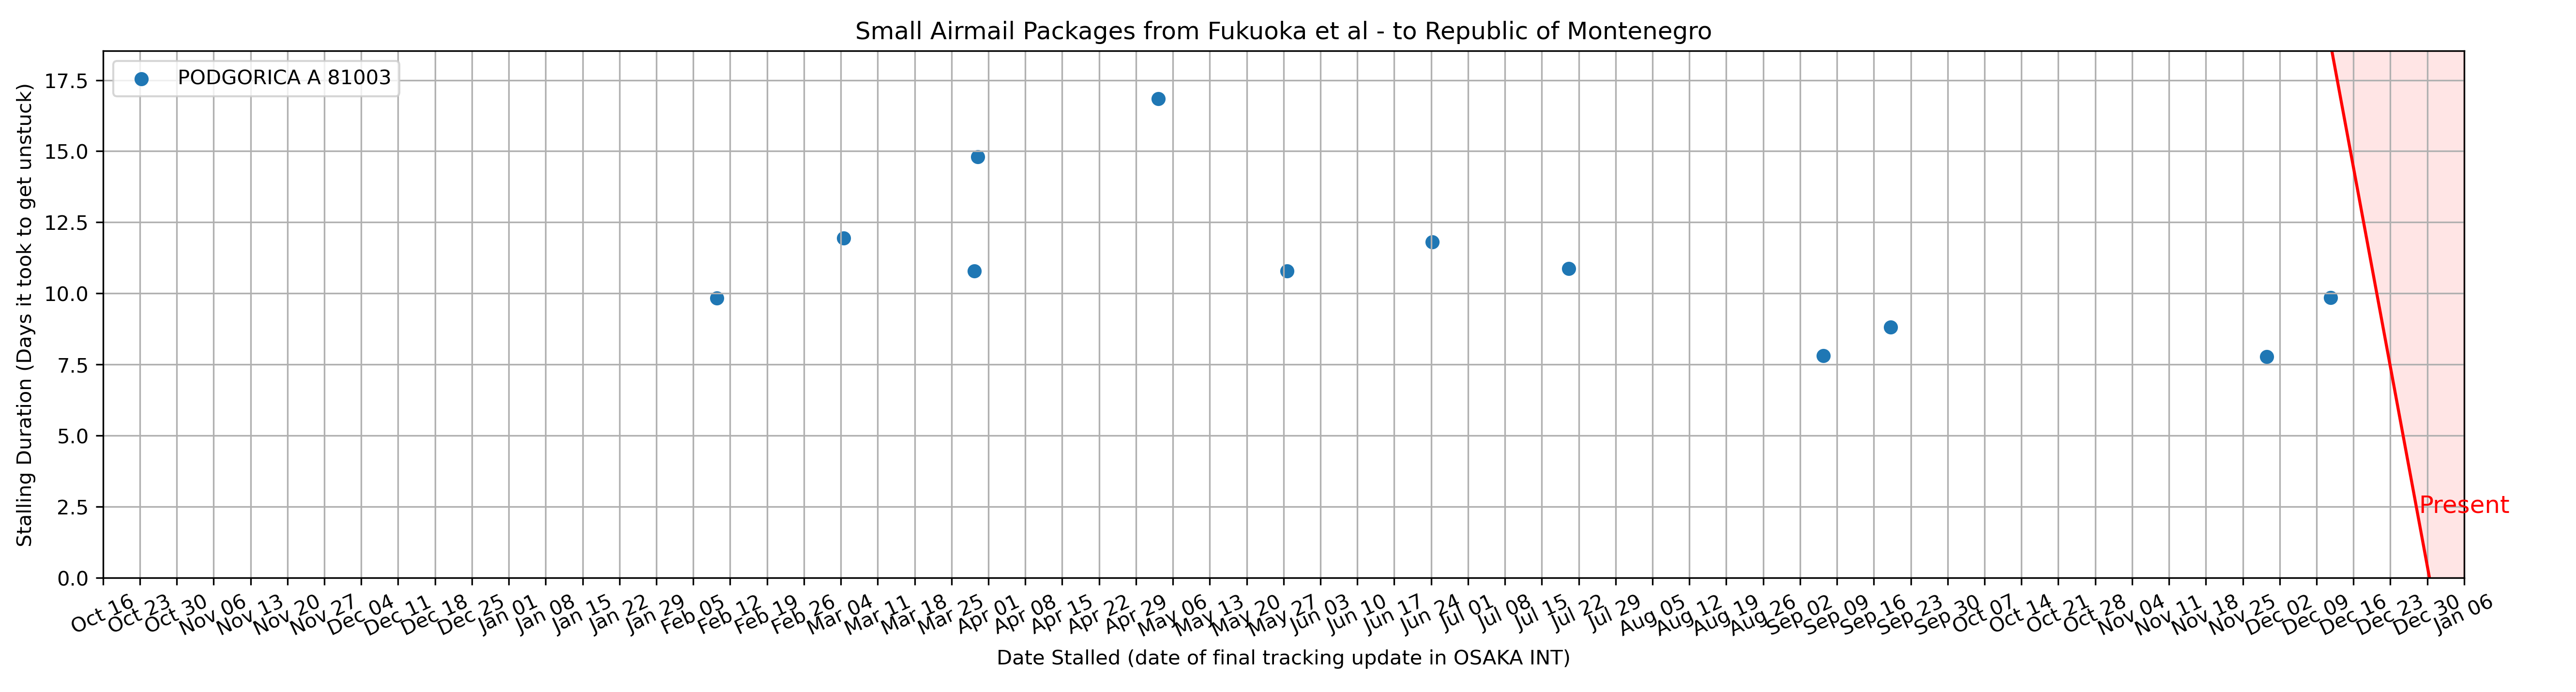 Small Airmail Packages from Fukuoka et al - to Republic of Montenegro
PODGORICA A 81003
Stalling Duration (Days it took to get unstuck)
17.5
15.0
12.5
10.0
7.5
5.0
2.5
0.0
Present
Oct 16 Oct 23 Oct 30 Nov 06 Nov 13 Nov 20 Nov 27 Dec 04 Dec 11 Dec 18 Dec 25 Jan 01 Jan 08 Jan 15 Jan 22 Jan 29 Feb 05 Feb 12 Feb 19 Feb 26 Mar 04 Mar 11 Mar 18 Mar 25 Apr 01 Apr 08 Apr 15 Apr 22 Apr 29 May 06 May 13 May 20 May 27 Jun 03 Jun 10 Jun 17 Jun 24 Jul 01 Jul 08 Jul 15 Jul 22 Jul 29 Aug 05 Aug 12 Aug 19 Aug 26 Sep 02 Sep 09 Sep 16 Sep 23 Sep 30 Oct 07 Oct 14 Oct 21 Oct 28 Nov 04 Nov 11 Nov 18 Nov 25 Dec 02 Dec 09 Dec 16 Dec 23 Dec 30 Jan 06
Date Stalled (date of final tracking update in OSAKA INT)